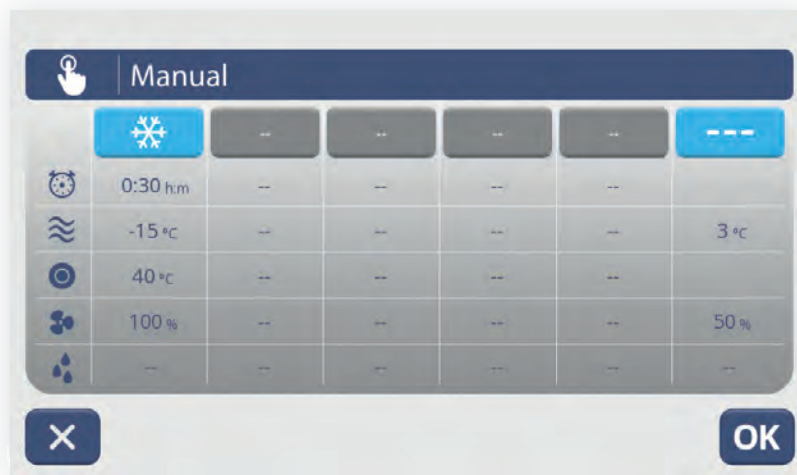 Manual
-- -- -- -- ---
0:30 h:m -- -- -- --
-15 °C -- -- -- -- 3 °C
40 °C -- -- -- --
100 % -- -- -- -- 50 %
-- -- -- -- -- --
OK